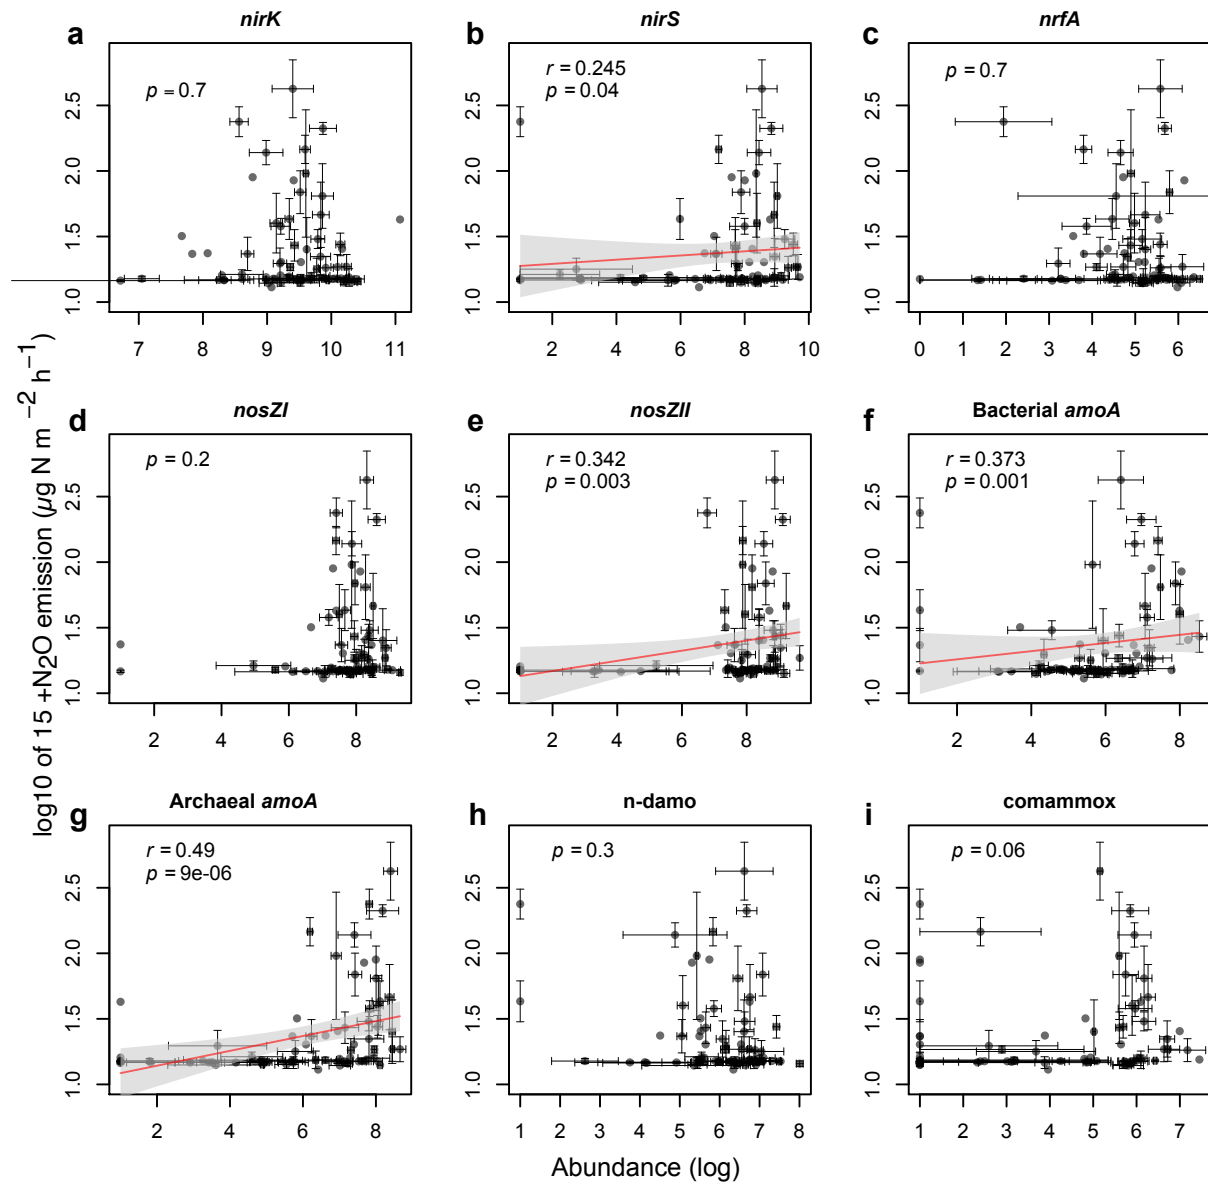 a nirK
p = 0.7
1.0 1.5 2.0 2.5
7 8 9 10 11
b nirS
r = 0.245
p = 0.04
1.0 1.5 2.0 2.5
2 4 6 8 10
c nrfA
p = 0.7
1.0 1.5 2.0 2.5
0 1 2 3 4 5 6
log10 of 15 +N₂O emission (µg N m⁻² h⁻¹)
d nosZI
p = 0.2
1.0 1.5 2.0 2.5
2 4 6 8
e nosZII
r = 0.342
p = 0.003
1.0 1.5 2.0 2.5
2 4 6 8
f Bacterial amoA
r = 0.373
p = 0.001
1.0 1.5 2.0 2.5
2 4 6 8
g Archaeal amoA
r = 0.49
p = 9e-06
1.0 1.5 2.0 2.5
2 4 6 8
h n-damo
p = 0.3
1.0 1.5 2.0 2.5
1 2 3 4 5 6 7 8
i comammox
p = 0.06
1.0 1.5 2.0 2.5
1 2 3 4 5 6 7
Abundance (log)